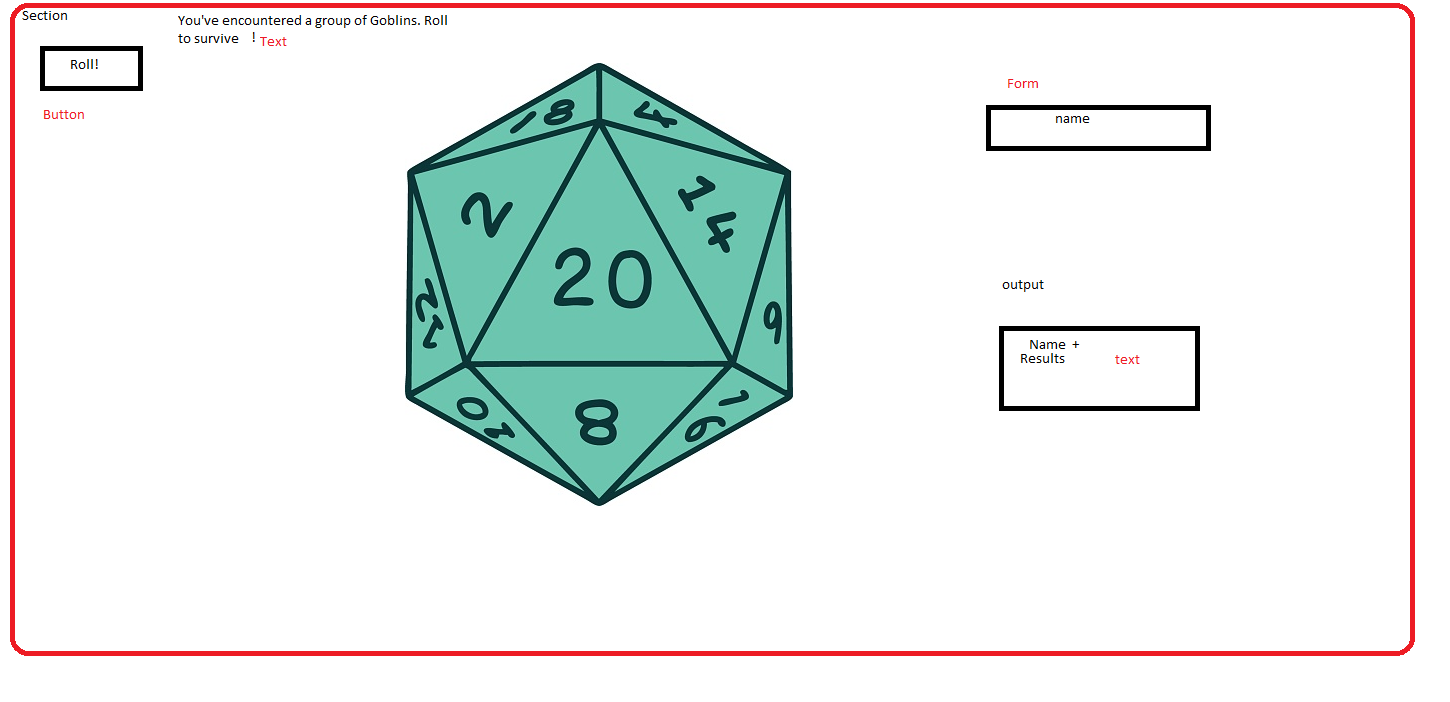 Section
You've encountered a group of Goblins. Roll
to survive ! Text
Roll!
Button
18
4
2
14
20
12
9
8
10
16
Form
name
output
Name +
Results text